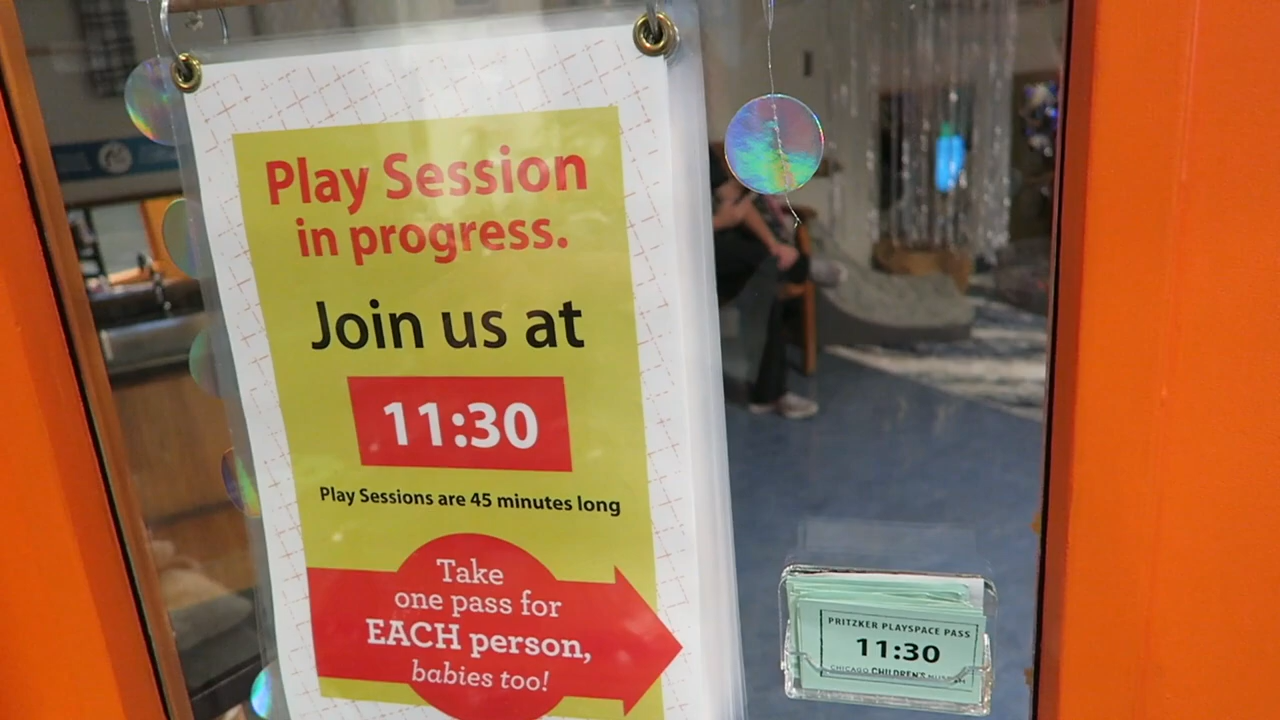 Play Session
in progress.
Join us at
11:30
Play Sessions are 45 minutes long
Take
one pass for
EACH person,
babies too!
PRITZKER PLAYSPACE PASS
11:30
CHICAGO CHILDREN'S MUSEUM